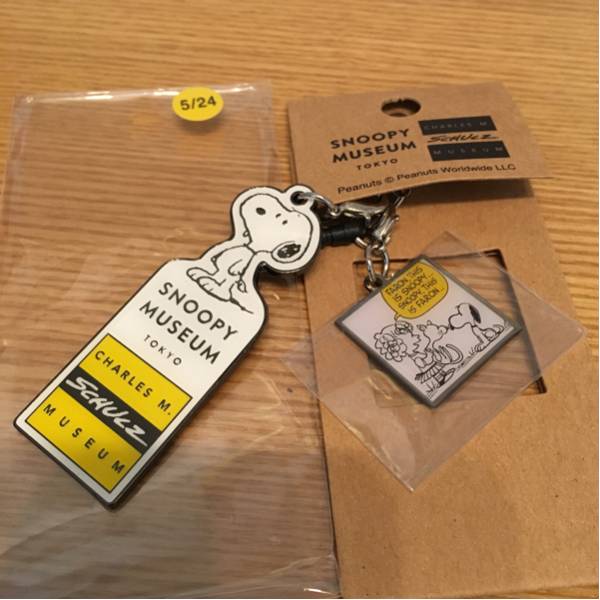 5/24
SNOOPY
MUSEUM
TOKYO
CHARLES M.
SCHULZ
MUSEUM
Peanuts © Peanuts Worldwide LLC
FARON, THIS
IS SNOOPY..
SNOOPY, THIS
IS FARON...
SNOOPY
MUSEUM
TOKYO
CHARLES M.
SCHULZ
MUSEUM